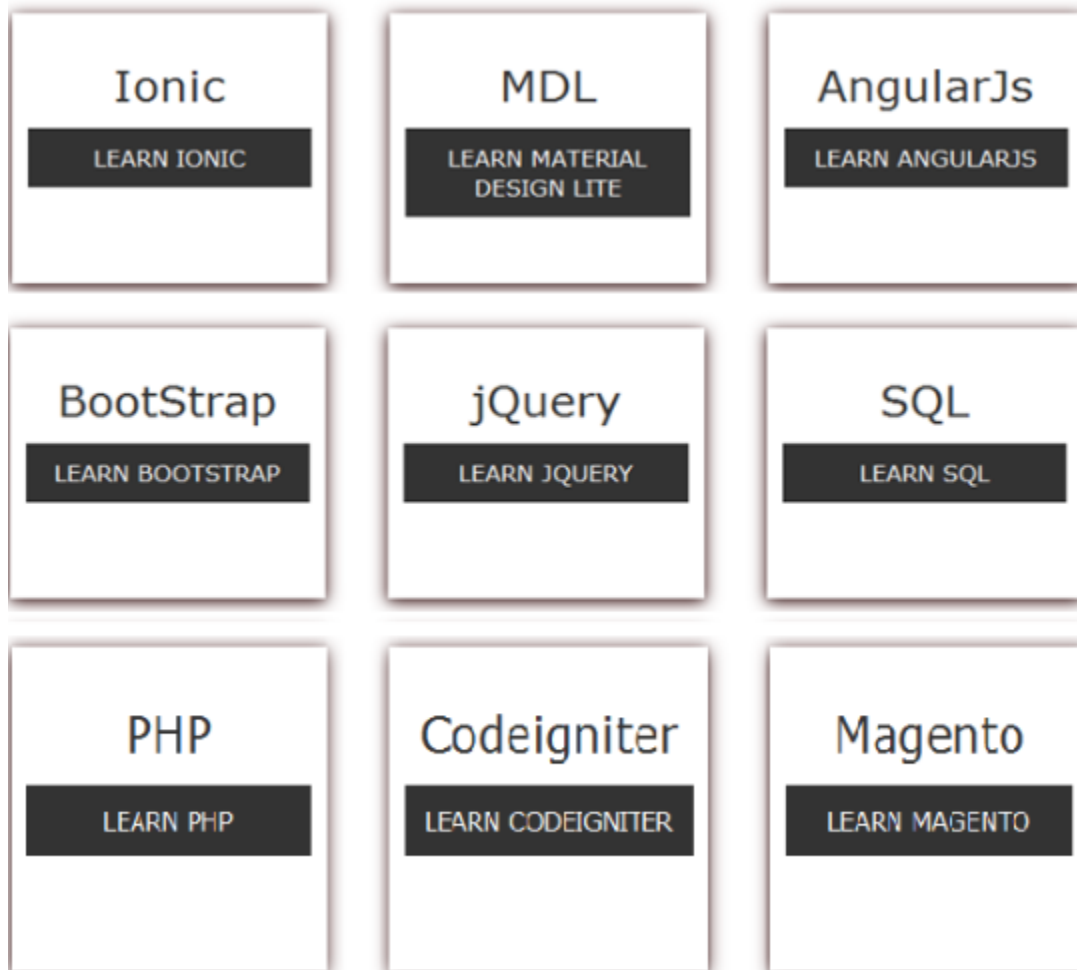 Ionic
LEARN IONIC
MDL
LEARN MATERIAL
DESIGN LITE
AngularJs
LEARN ANGULARJS
BootStrap
LEARN BOOTSTRAP
jQuery
LEARN JQUERY
SQL
LEARN SQL
PHP
LEARN PHP
Codeigniter
LEARN CODEIGNITER
Magento
LEARN MAGENTO